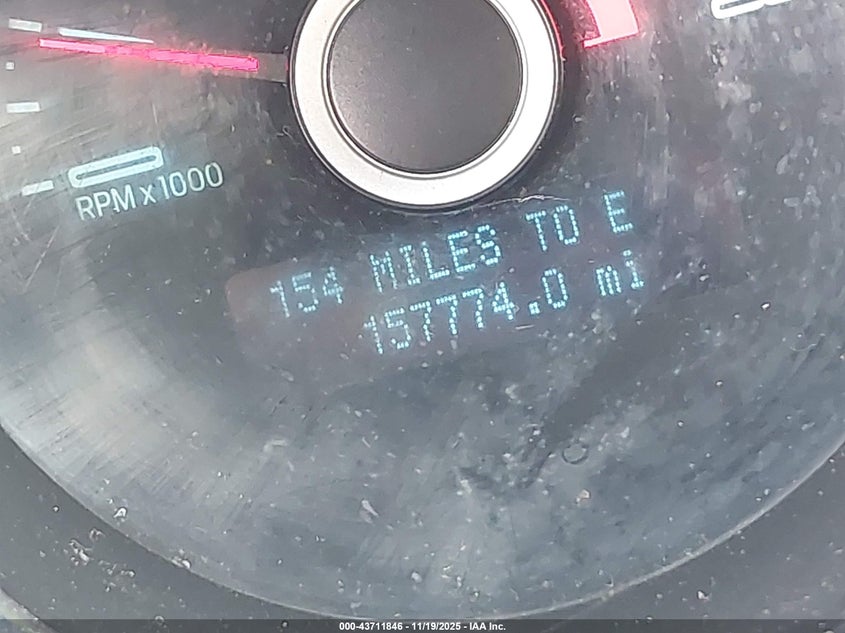 RPM x 1000
154 MILES TO E
157774.0 mi
000-43711846 - 11/19/2025 - IAA Inc.